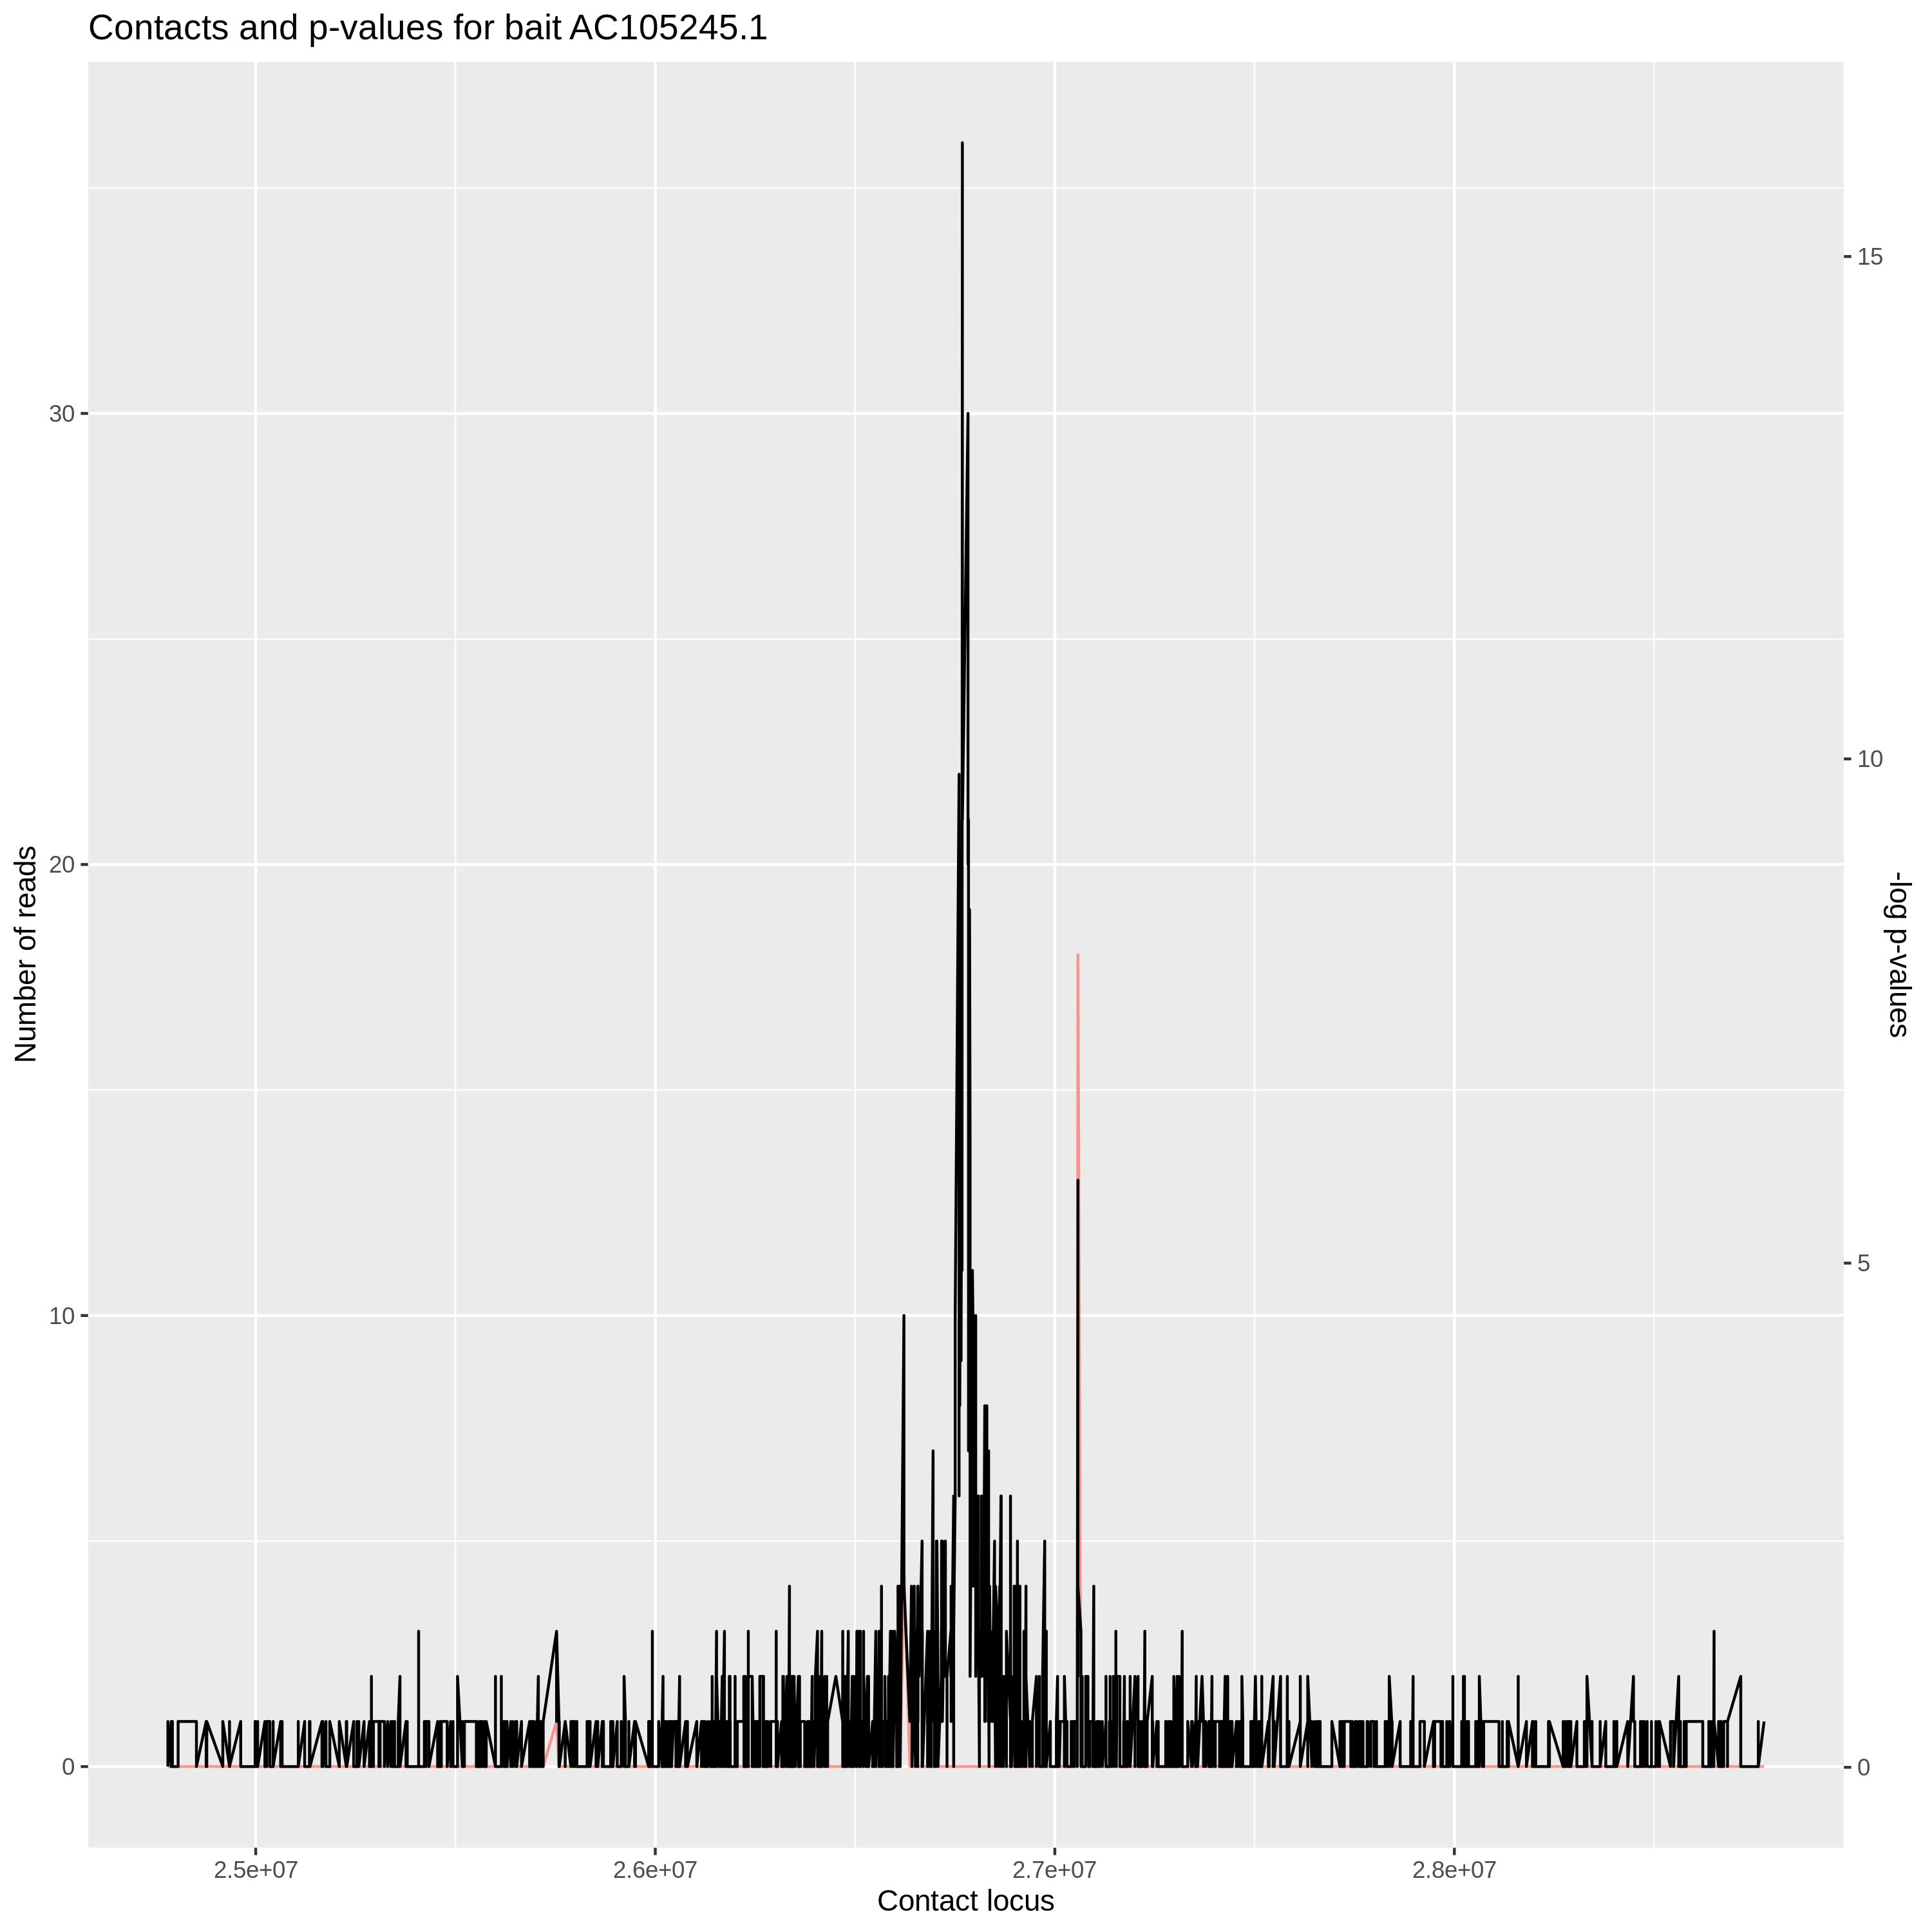 Contacts and p-values for bait AC105245.1
Number of reads
30
20
10
0
15
10
5
0
-log p-values
2.5e+07 2.6e+07 2.7e+07 2.8e+07
Contact locus